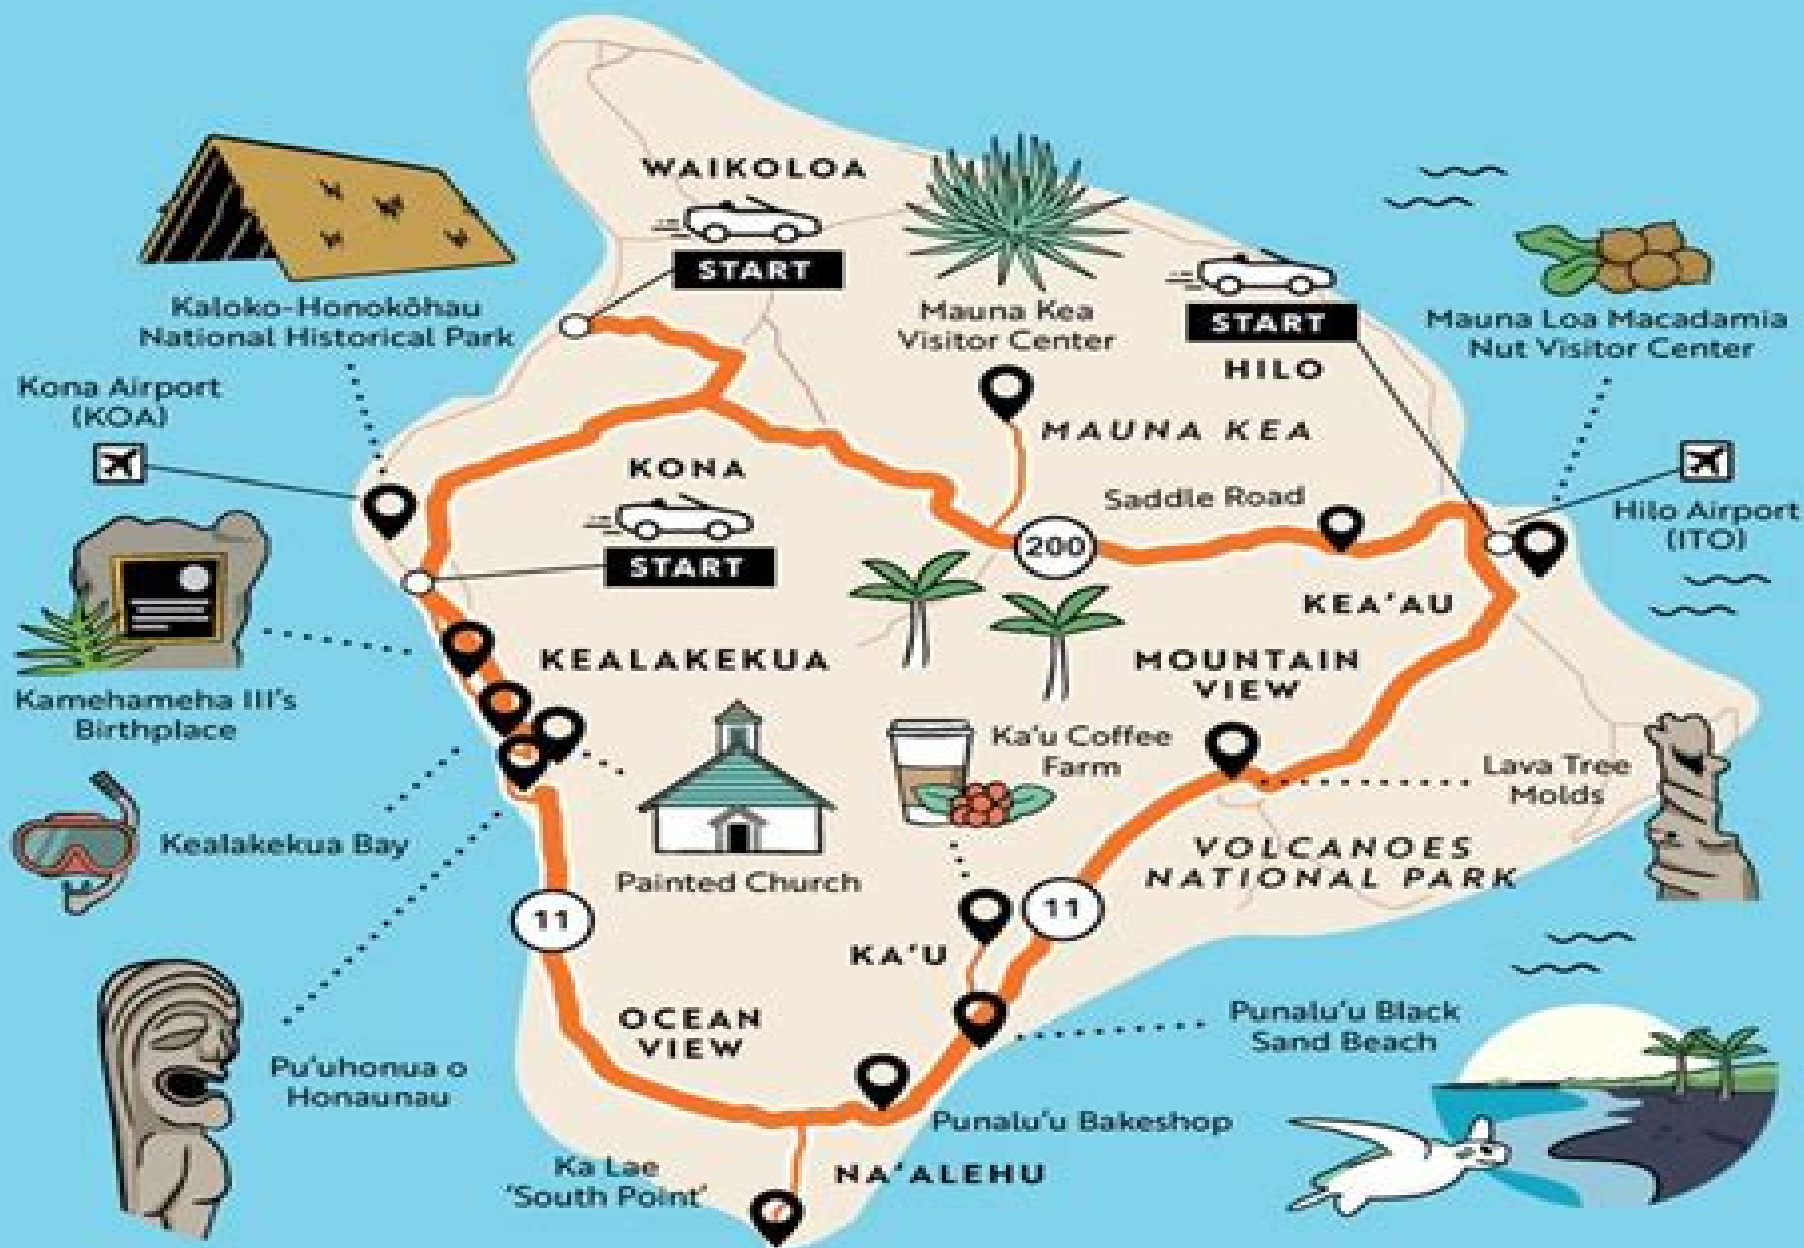 WAIKOLOA
START
Kaloko-Honokōhau
National Historical Park
Kona Airport
(KOA)
Mauna Kea
Visitor Center
START
HILO
Mauna Loa Macadamia
Nut Visitor Center
MAUNA KEA
KONA
START
Saddle Road
200
Hilo Airport
(ITO)
KEA'AU
KEALAKEKUA
MOUNTAIN
VIEW
Kamehameha III's
Birthplace
Ka'u Coffee
Farm
Lava Tree
Molds
Kealakekua Bay
Painted Church
VOLCANOES
NATIONAL PARK
11
11
KA'U
OCEAN
VIEW
Punalu'u Black
Sand Beach
Pu'uhonua o
Honaunau
Punalu'u Bakeshop
Ka Lae
'South Point'
NA'ALEHU